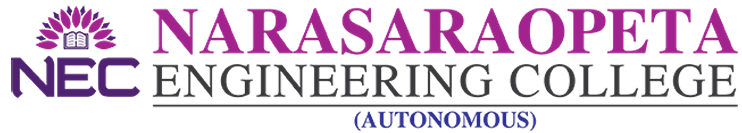 NEC
NARASARAOPETA
ENGINEERING COLLEGE
(AUTONOMOUS)